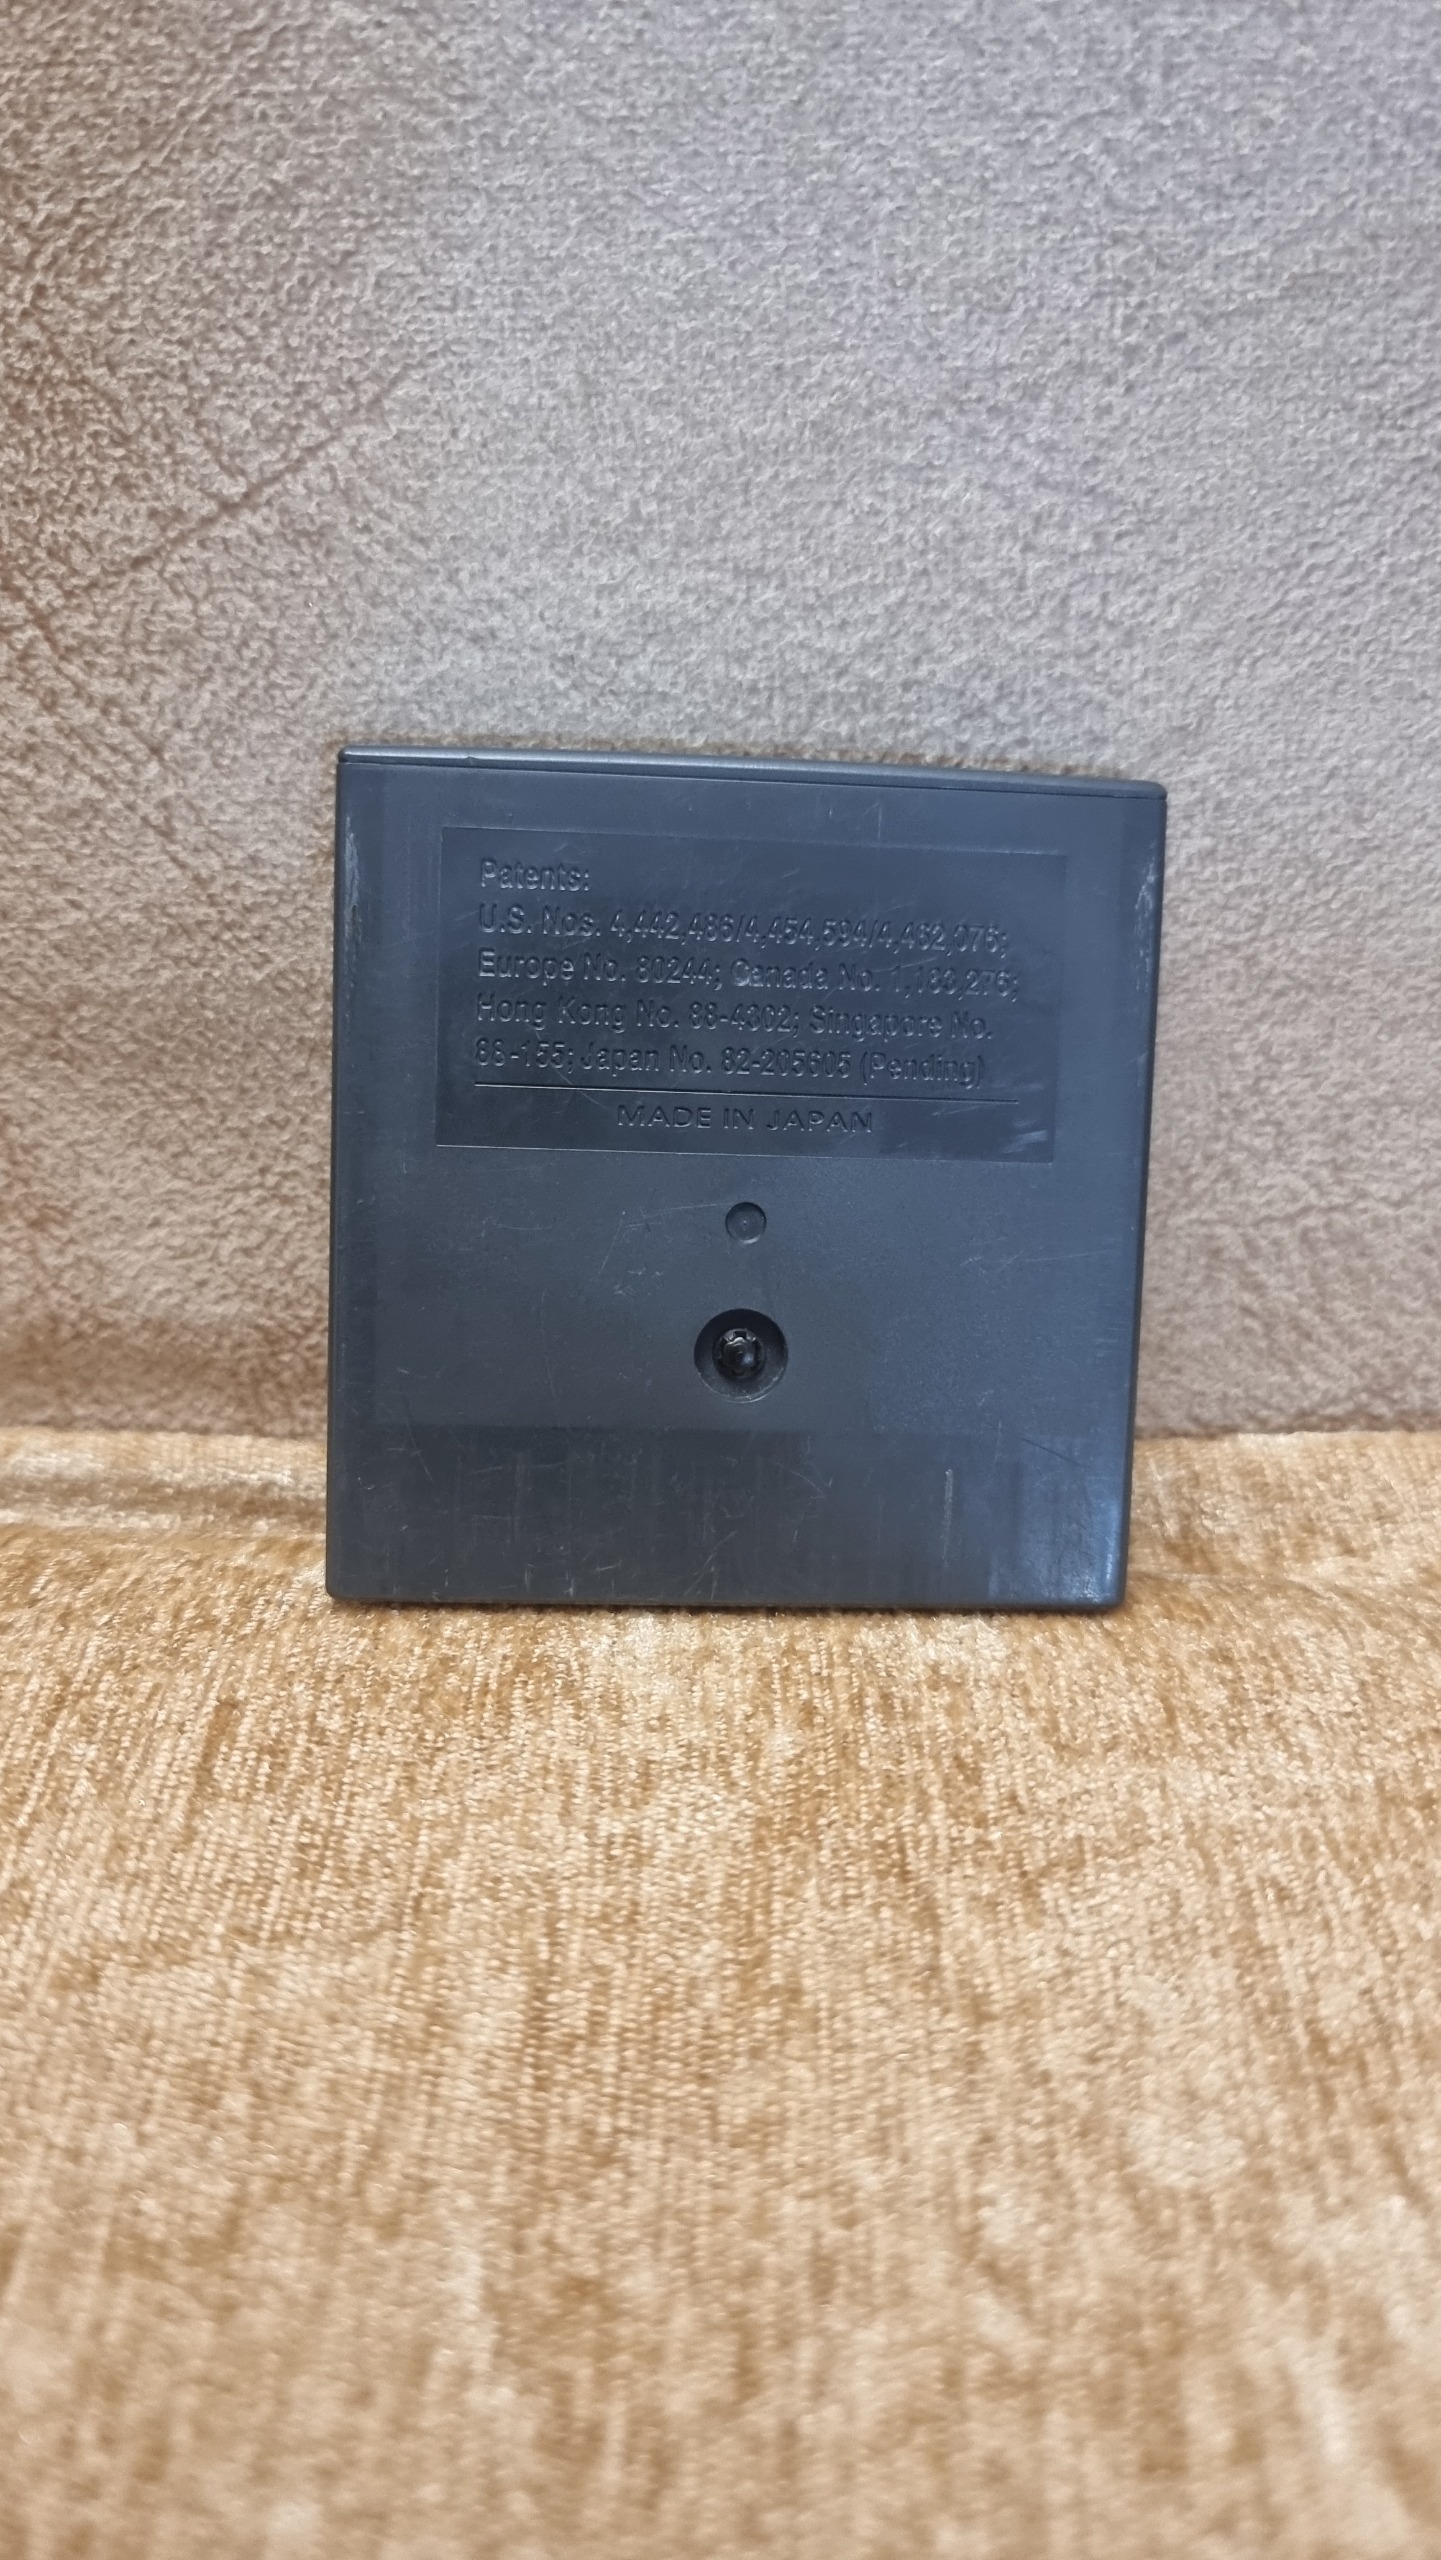 Patents:
U.S. Nos. 4,442,486/4,454,594/4,462,076;
Europe No. 80244; Canada No. 1,183,276;
Hong Kong No. 88-4302; Singapore No.
88-155; Japan No. 82-205605 (Pending)
MADE IN JAPAN